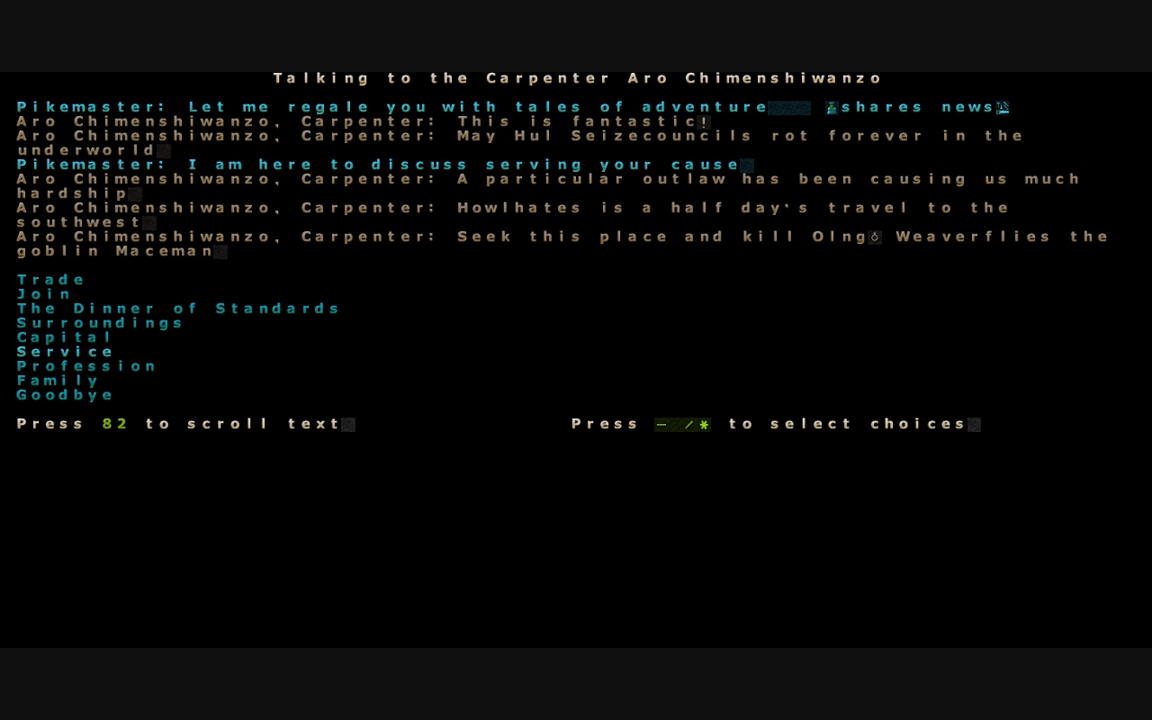 Talking to the Carpenter Aro Chimenshiwanzo
Pikemaster: Let me regale you with tales of adventure shares news
Aro Chimenshiwanzo, Carpenter: This is fantastic!
Aro Chimenshiwanzo, Carpenter: May Hul Seizecouncils rot forever in the
underworld
Pikemaster: I am here to discuss serving your cause
Aro Chimenshiwanzo, Carpenter: A particular outlaw has been causing us much
hardship
Aro Chimenshiwanzo, Carpenter: Howlhates is a half day's travel to the
southwest
Aro Chimenshiwanzo, Carpenter: Seek this place and kill Olngö Weaverflies the
goblin Maceman
Trade
Join
The Dinner of Standards
Surroundings
Capital
Service
Profession
Family
Goodbye
Press 82 to scroll text
Press - /* to select choices